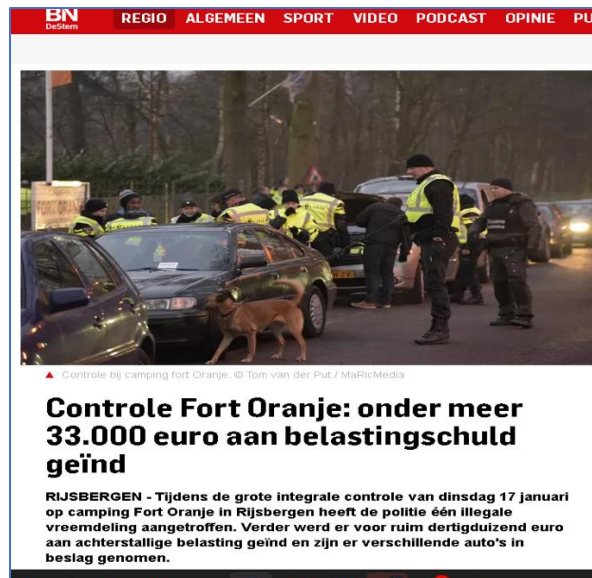 BN
DeStem
REGIO ALGEMEEN SPORT VIDEO PODCAST OPINIE PU
FORT ORANJ
▲ Controle bij camping fort Oranje. © Tom van der Put / MaRicMedia
Controle Fort Oranje: onder meer
33.000 euro aan belastingschuld
geïnd
RIJSBERGEN - Tijdens de grote integrale controle van dinsdag 17 januari
op camping Fort Oranje in Rijsbergen heeft de politie één illegale
vreemdeling aangetroffen. Verder werd er voor ruim dertigduizend euro
aan achterstallige belasting geïnd en zijn er verschillende auto's in
beslag genomen.